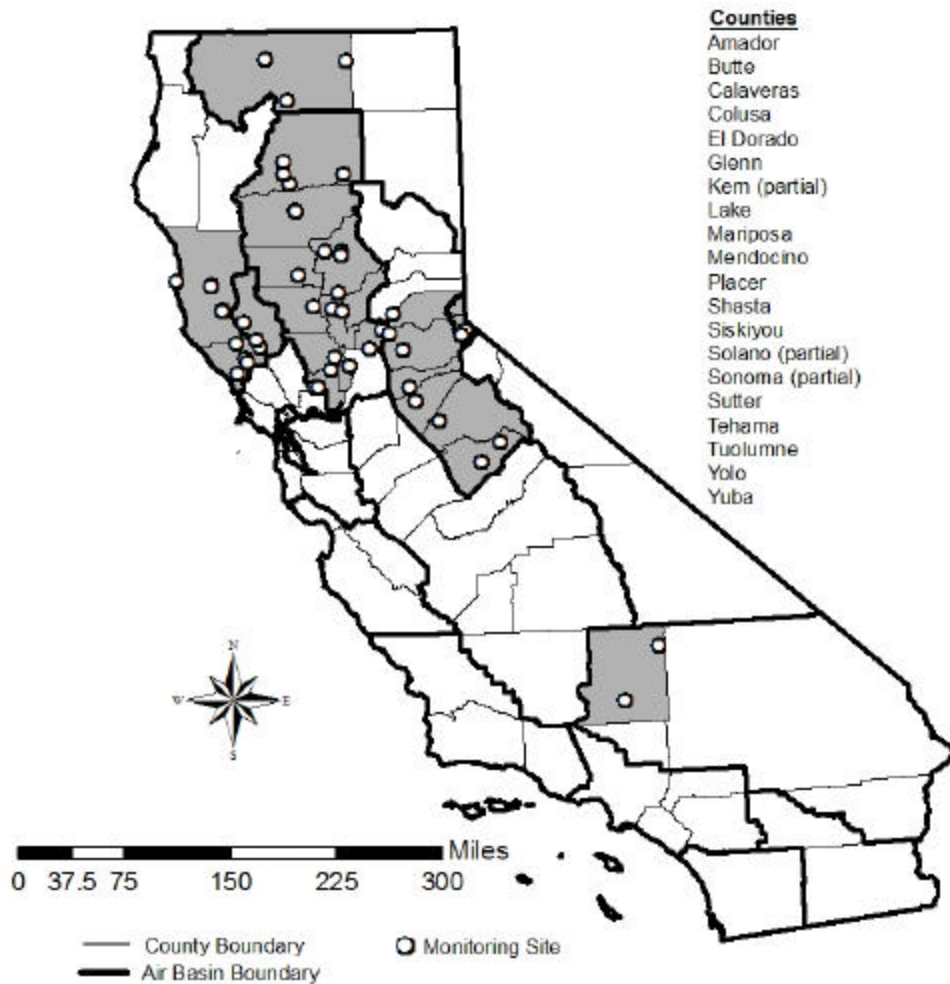 Counties
Amador
Butte
Calaveras
Colusa
El Dorado
Glenn
Kern (partial)
Lake
Mariposa
Mendocino
Placer
Shasta
Siskiyou
Solano (partial)
Sonoma (partial)
Sutter
Tehama
Tuolumne
Yolo
Yuba
N
W E
S
Miles
0 37.5 75 150 225 300
County Boundary Monitoring Site
Air Basin Boundary